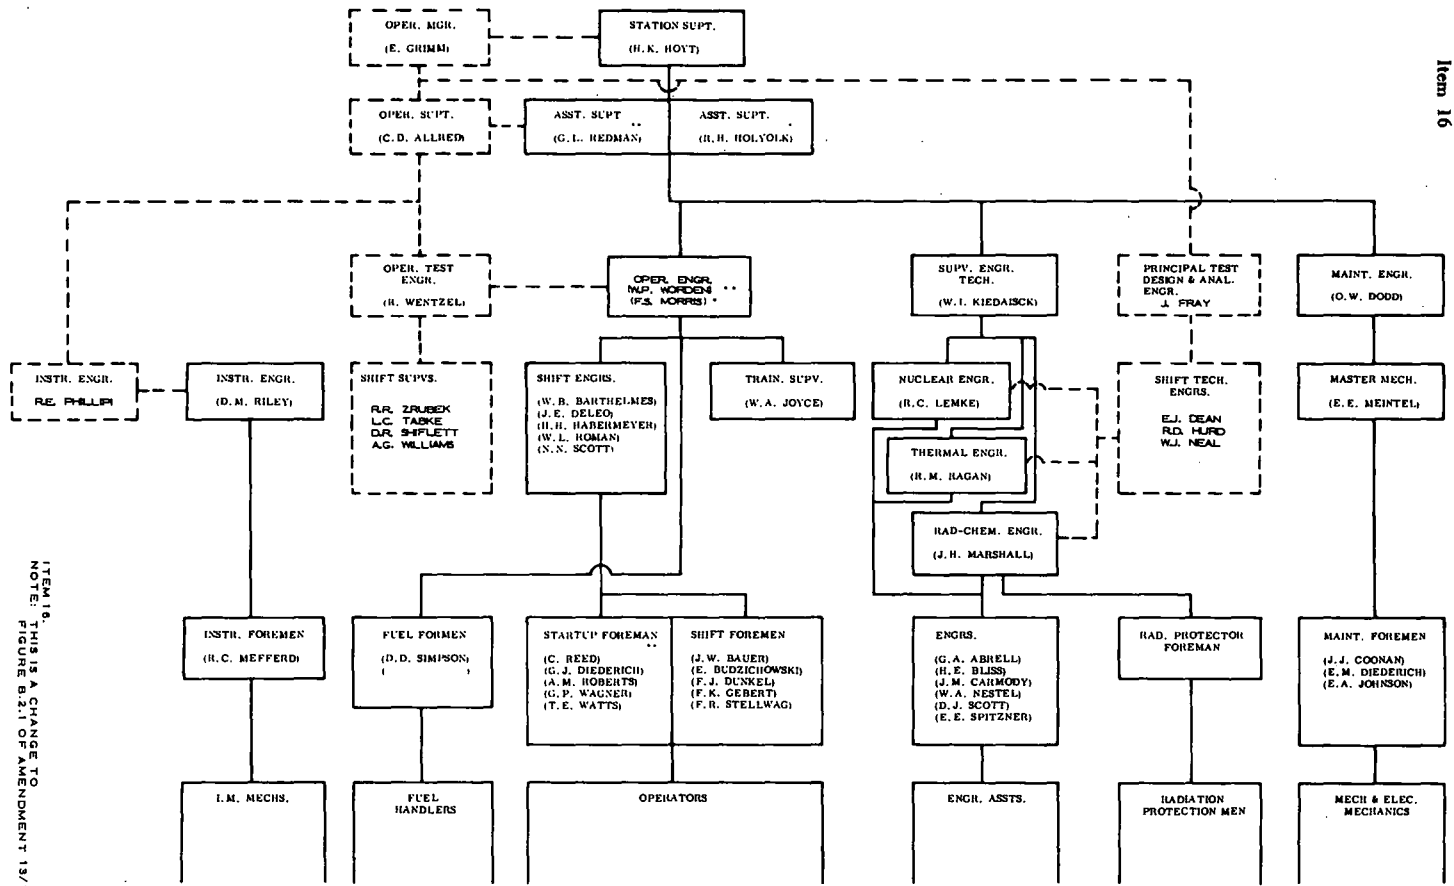 Item 16
OPER. MGR.
(E. GRIMM)
STATION SUPT.
(H.K. HOYT)
OPER. SUPT.
(C.D. ALLRED)
ASST. SUPT
(G.L. REDMAN)
ASST. SUPT.
(R.H. HOLYOLK)
OPER. TEST
ENGR.
(R. WENTZEL)
OPER. ENGR.
(W.P. WORDEN) **
(F.S. MORRIS) *
SUPV. ENGR.
TECH.
(W.I. KIEDAISCK)
PRINCIPAL TEST
DESIGN & ANAL.
ENGR.
J. FRAY
MAINT. ENGR.
(O.W. DODD)
INSTR. ENGR.
R.E. PHILLIPI
INSTR. ENGR.
(D.M. RILEY)
SHIFT SUPVS.
R.R. ZRUBEK
L.C. TABKE
D.R. SHIFLETT
A.G. WILLIAMS
SHIFT ENGRS.
(W.B. BARTHELMES)
(J.E. DELEO)
(H.H. HABERMEYER)
(W.L. ROMAN)
(N.N. SCOTT)
TRAIN. SUPV.
(W.A. JOYCE)
NUCLEAR ENGR.
(R.C. LEMKE)
THERMAL ENGR.
(R.M. RAGAN)
RAD-CHEM. ENGR.
(J.H. MARSHALL)
SHIFT TECH.
ENGRS.
E.J. DEAN
R.D. HURD
W.J. NEAL
MASTER MECH.
(E.E. MEINTEL)
INSTR. FOREMEN
(R.C. MEFFERD)
FUEL FORMEN
(D.D. SIMPSON)
( )
STARTUP FOREMAN
**
(C. REED)
(G.J. DIEDERICH)
(A.M. ROBERTS)
(G.P. WAGNER)
(T.E. WATTS)
SHIFT FOREMEN
(J.W. BAUER)
(E. BUDZICHOWSKI)
(F.J. DUNKEL)
(F.K. GEBERT)
(F.R. STELLWAG)
ENGRS.
(G.A. ABRELL)
(H.E. BLISS)
(J.M. CARMODY)
(W.A. NESTEL)
(D.J. SCOTT)
(E.E. SPITZNER)
RAD. PROTECTOR
FOREMAN
MAINT. FOREMEN
(J.J. COONAN)
(E.M. DIEDERICH)
(E.A. JOHNSON)
I.M. MECHS.
FUEL
HANDLERS
OPERATORS
ENGR. ASSTS.
RADIATION
PROTECTION MEN
MECH & ELEC.
MECHANICS
ITEM 16.
NOTE: THIS IS A CHANGE TO
FIGURE B.2.1 OF AMENDMENT 13/